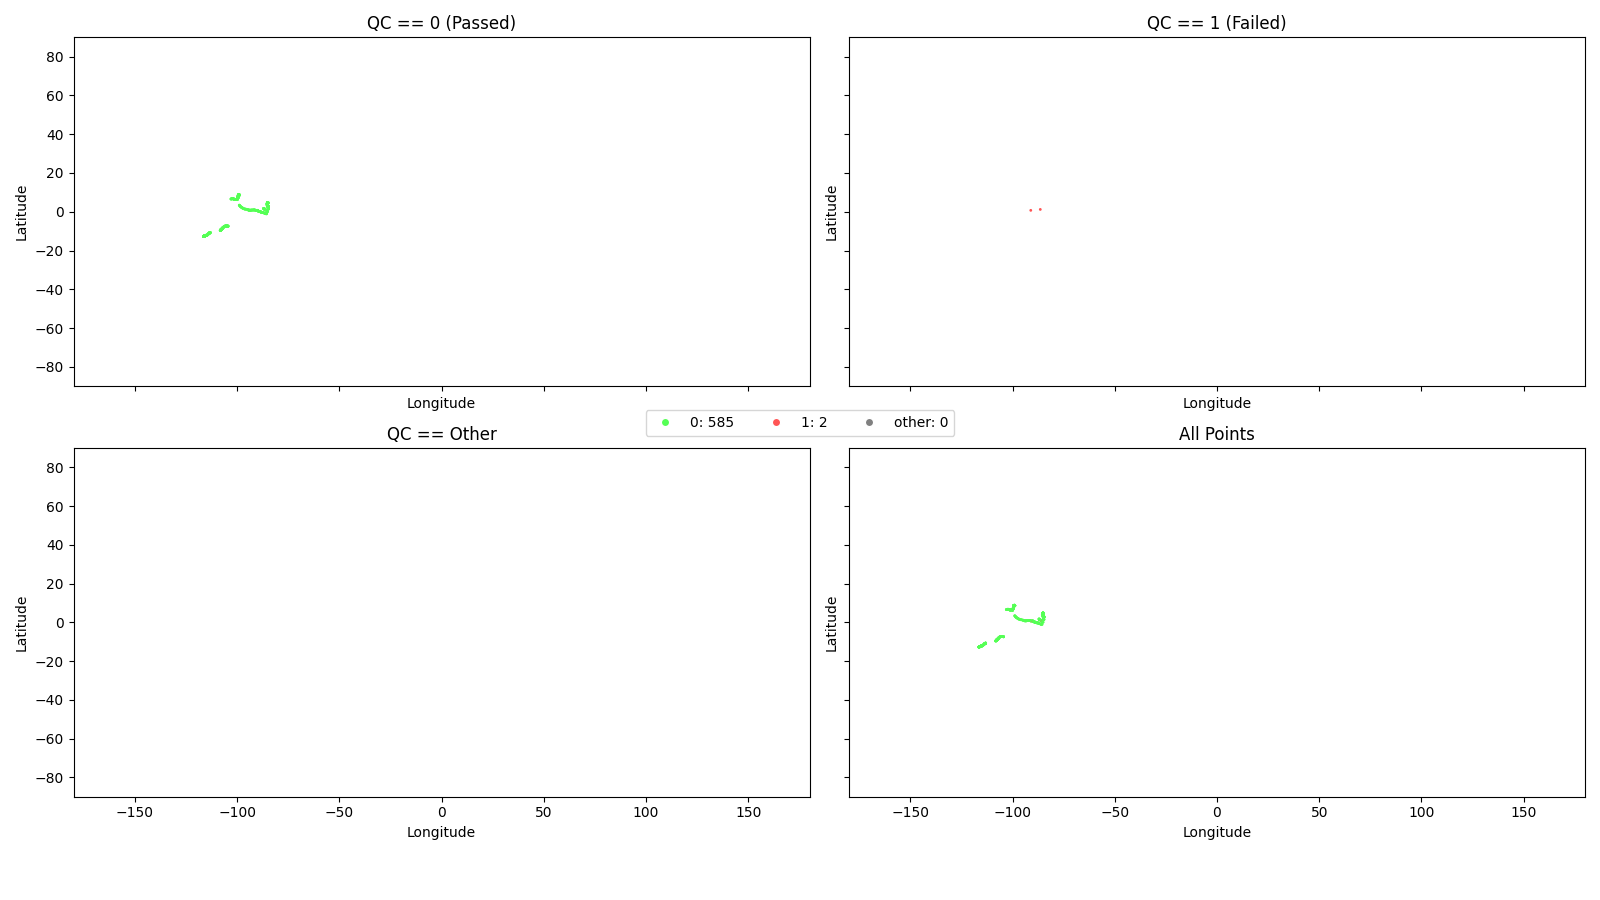 QC == 0 (Passed)
QC == 1 (Failed)
80
60
40
20
0
−20
−40
−60
−80
Latitude
Latitude
Longitude
Longitude
0: 585
1: 2
other: 0
QC == Other
All Points
80
60
40
20
0
−20
−40
−60
−80
Latitude
Latitude
−150
−100
−50
0
50
100
150
−150
−100
−50
0
50
100
150
Longitude
Longitude